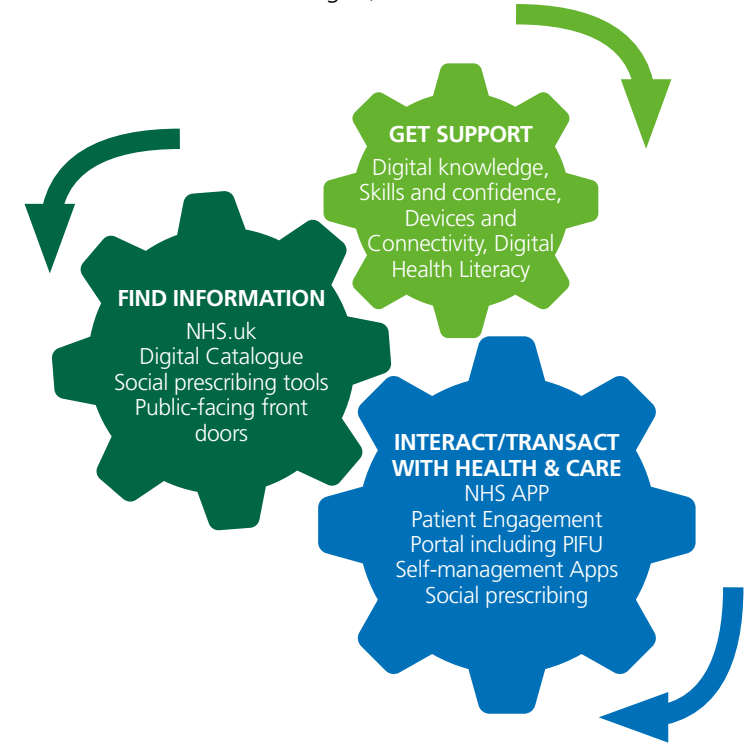 GET SUPPORT
Digital knowledge,
Skills and confidence,
Devices and
Connectivity, Digital
Health Literacy
FIND INFORMATION
NHS.uk
Digital Catalogue
Social prescribing tools
Public-facing front
doors
INTERACT/TRANSACT
WITH HEALTH & CARE
NHS APP
Patient Engagement
Portal including PIFU
Self-management Apps
Social prescribing